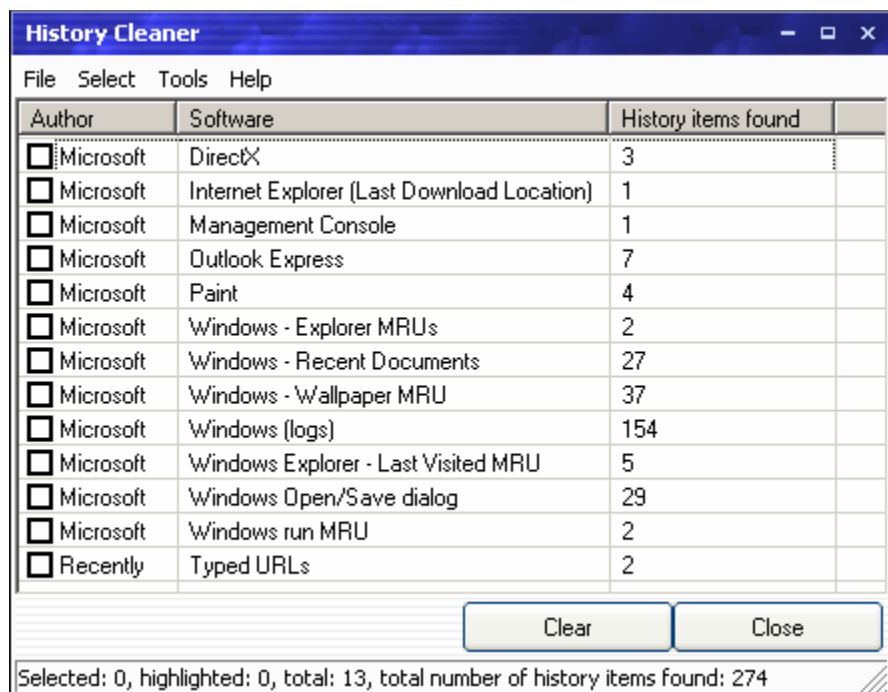 History Cleaner
File Select Tools Help
Author Software History items found
Microsoft DirectX 3
Microsoft Internet Explorer (Last Download Location) 1
Microsoft Management Console 1
Microsoft Outlook Express 7
Microsoft Paint 4
Microsoft Windows - Explorer MRUs 2
Microsoft Windows - Recent Documents 27
Microsoft Windows - Wallpaper MRU 37
Microsoft Windows (logs) 154
Microsoft Windows Explorer - Last Visited MRU 5
Microsoft Windows Open/Save dialog 29
Microsoft Windows run MRU 2
Recently Typed URLs 2
Clear Close
Selected: 0, highlighted: 0, total: 13, total number of history items found: 274